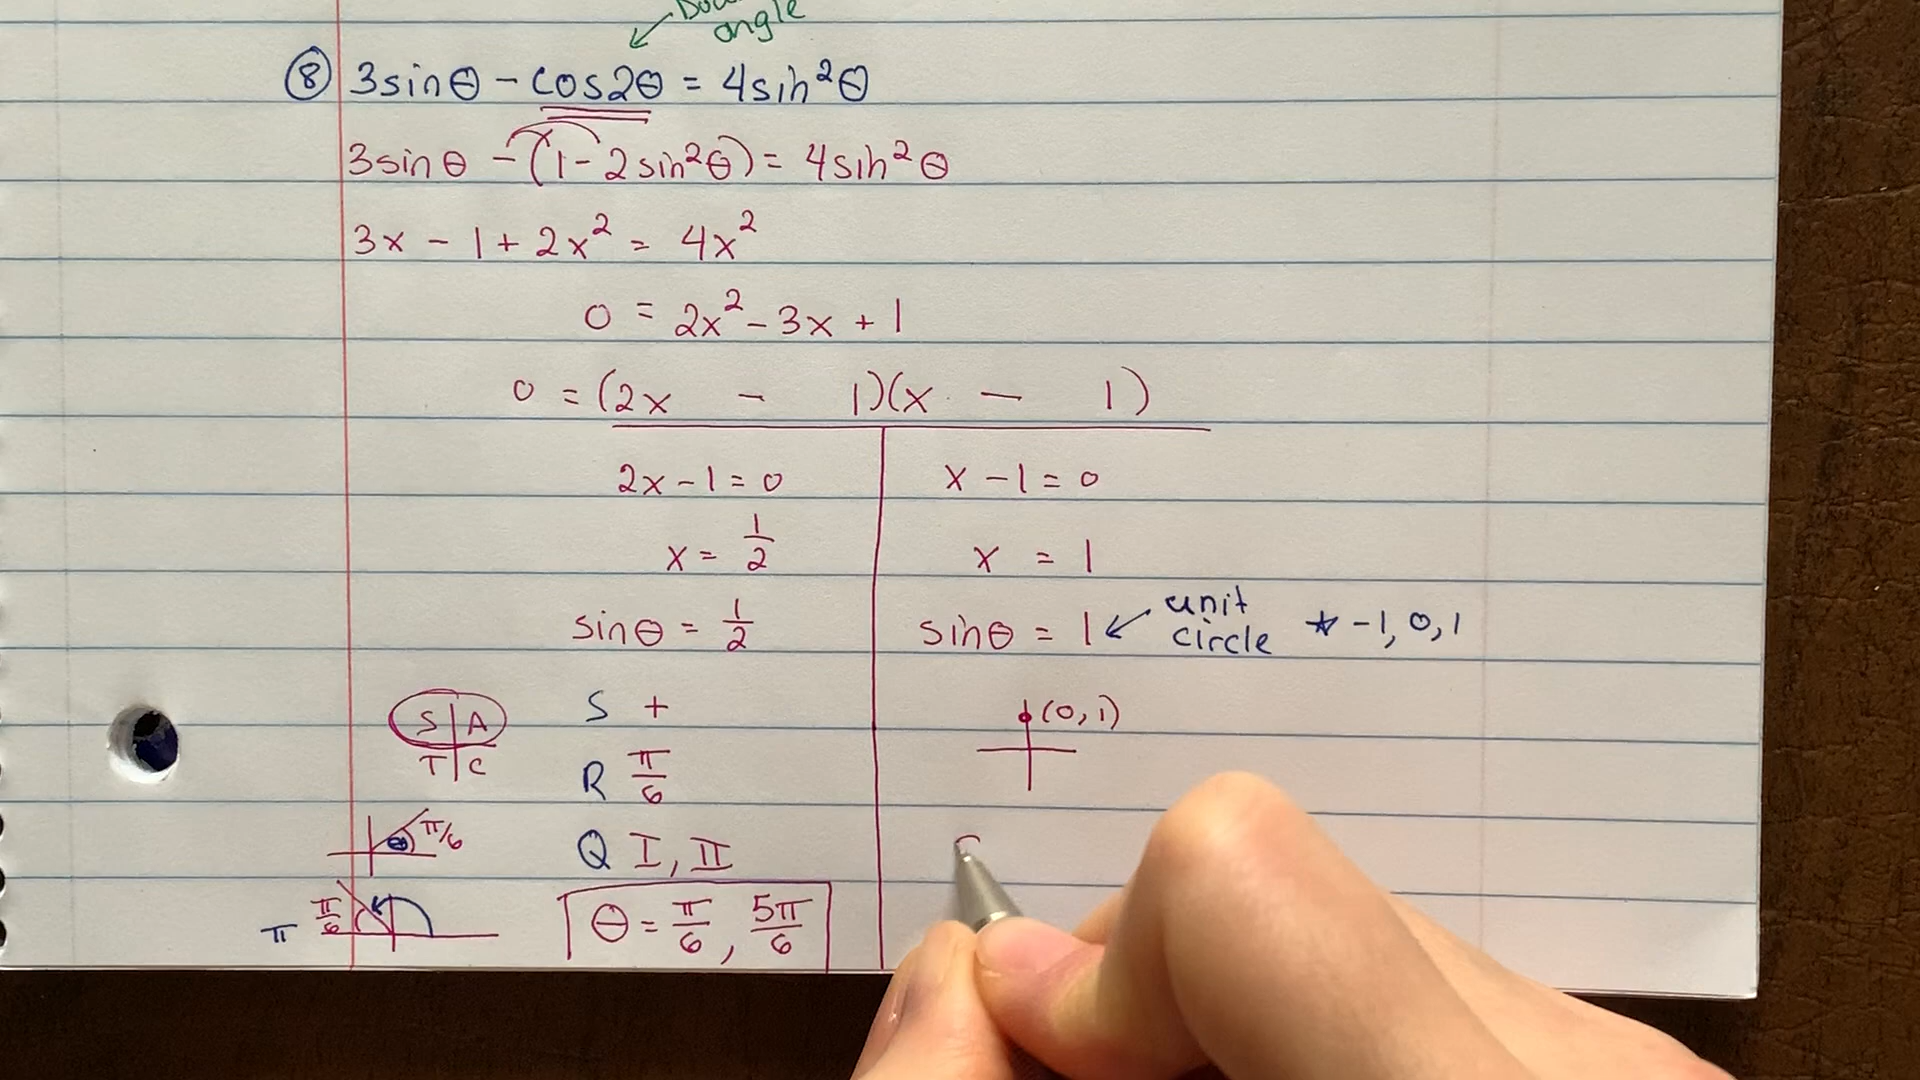 angle
⑧ 3sinθ - cos2θ = 4sin²θ
3sinθ - (1 - 2sin²θ) = 4sin²θ
3x - 1 + 2x² = 4x²
0 = 2x² - 3x + 1
0 = (2x - 1)(x - 1)
2x - 1 = 0
x = 1/2
sinθ = 1/2
S A
T C
S +
R π/6
Q I, II
π/6
π π/6
θ = π/6, 5π/6
x - 1 = 0
x = 1
sinθ = 1 ← unit circle ☆ -1, 0, 1
(0, 1)